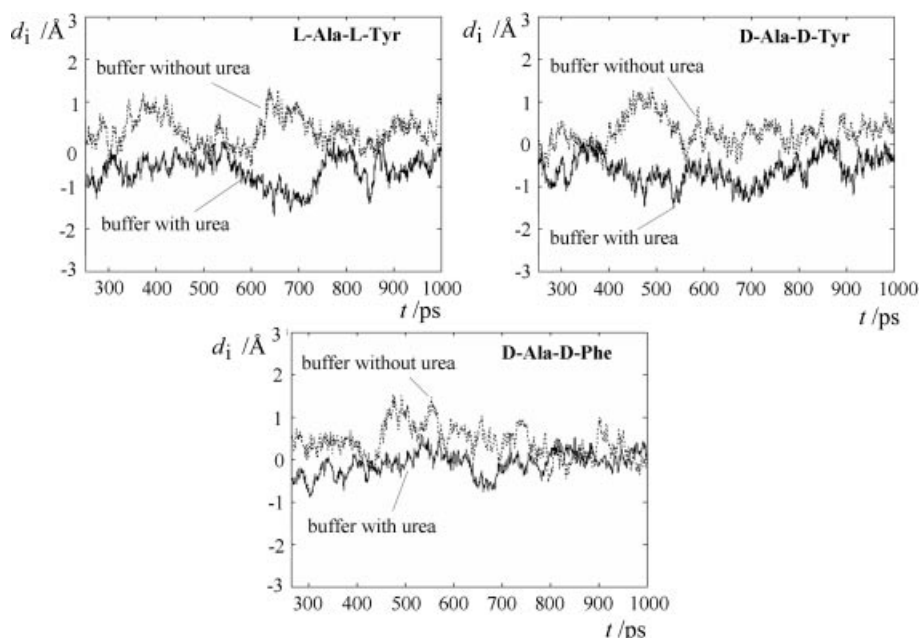 d i /Å
L-Ala-L-Tyr
3
buffer without urea
2
1
0
-1
buffer with urea
-2
-3
300 400 500 600 700 800 900 1000
t /ps
d i /Å
D-Ala-D-Tyr
3
buffer without urea
2
1
0
-1
-2
buffer with urea
-3
300 400 500 600 700 800 900 1000
t /ps
d i /Å
3
D-Ala-D-Phe
buffer without urea
2
1
0
-1
buffer with urea
-2
-3
300 400 500 600 700 800 900 1000
t /ps